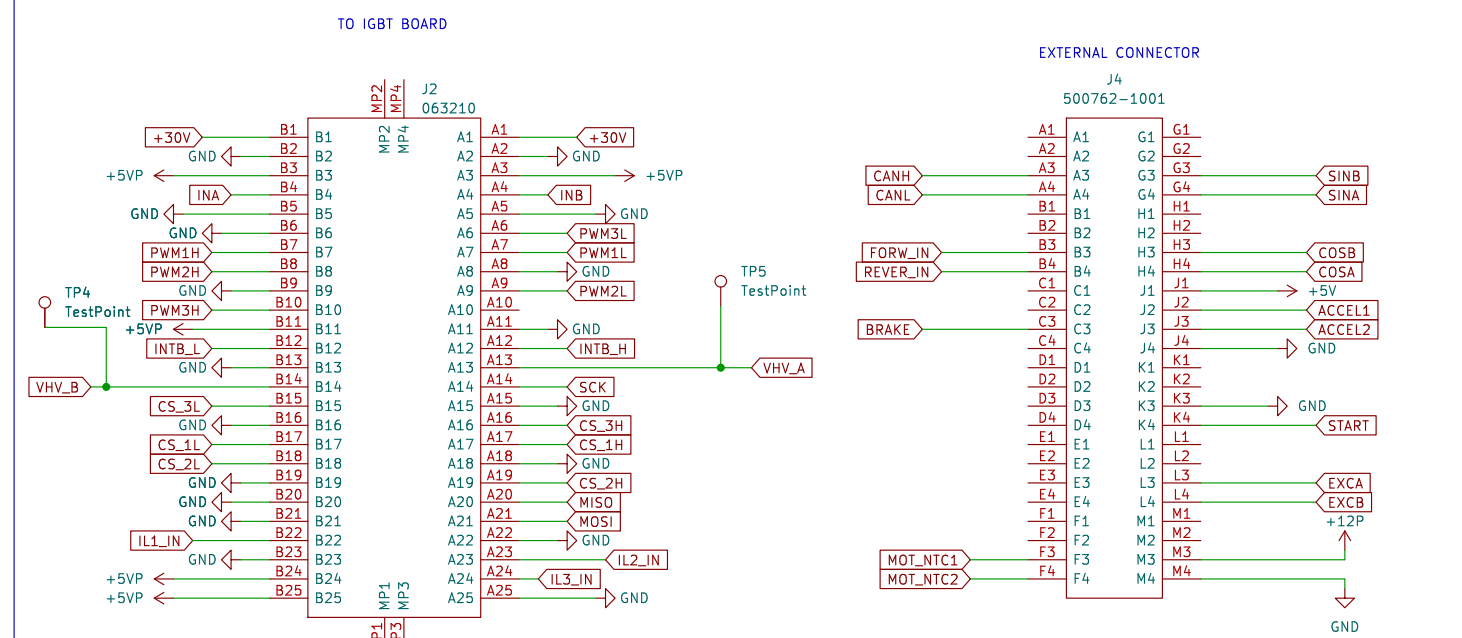 TO IGBT BOARD
J2
063210
MP2 MP4
MP2 MP4
+30V B1 B1 A1 A1 +30V
GND B2 B2 A2 A2 GND
+5VP B3 B3 A3 A3 +5VP
INA B4 B4 A4 A4 INB
GND B5 B5 A5 A5 GND
GND B6 B6 A6 A6 PWM3L
PWM1H B7 B7 A7 A7 PWM1L
PWM2H B8 B8 A8 A8 GND
GND B9 B9 A9 A9 PWM2L
PWM3H B10 B10 A10 A10
+5VP B11 B11 A11 A11 GND
INTB_L B12 B12 A12 A12 INTB_H
GND B13 B13 A13 A13 VHV_A
VHV_B B14 B14 A14 A14 SCK
CS_3L B15 B15 A15 A15 GND
GND B16 B16 A16 A16 CS_3H
CS_1L B17 B17 A17 A17 CS_1H
CS_2L B18 B18 A18 A18 GND
GND B19 B19 A19 A19 CS_2H
GND B20 B20 A20 A20 MISO
GND B21 B21 A21 A21 MOSI
IL1_IN B22 B22 A22 A22 GND
GND B23 B23 A23 A23 IL2_IN
+5VP B24 B24 A24 A24 IL3_IN
+5VP B25 B25 A25 A25 GND
MP1 MP3
TP4
TestPoint
TP5
TestPoint
EXTERNAL CONNECTOR
J4
500762-1001
A1 A1 G1 G1
A2 A2 G2 G2
CANH A3 A3 G3 G3 SINB
CANL A4 A4 G4 G4 SINA
B1 B1 H1 H1
B2 B2 H2 H2
FORW_IN B3 B3 H3 H3 COSB
REVER_IN B4 B4 H4 H4 COSA
C1 C1 J1 J1 +5V
C2 C2 J2 J2 ACCEL1
BRAKE C3 C3 J3 J3 ACCEL2
C4 C4 J4 J4 GND
D1 D1 K1 K1
D2 D2 K2 K2
D3 D3 K3 K3 GND
D4 D4 K4 K4 START
E1 E1 L1 L1
E2 E2 L2 L2
E3 E3 L3 L3 EXCA
E4 E4 L4 L4 EXCB
F1 F1 M1 M1 +12P
F2 F2 M2 M2
MOT_NTC1 F3 F3 M3 M3
MOT_NTC2 F4 F4 M4 M4
GND